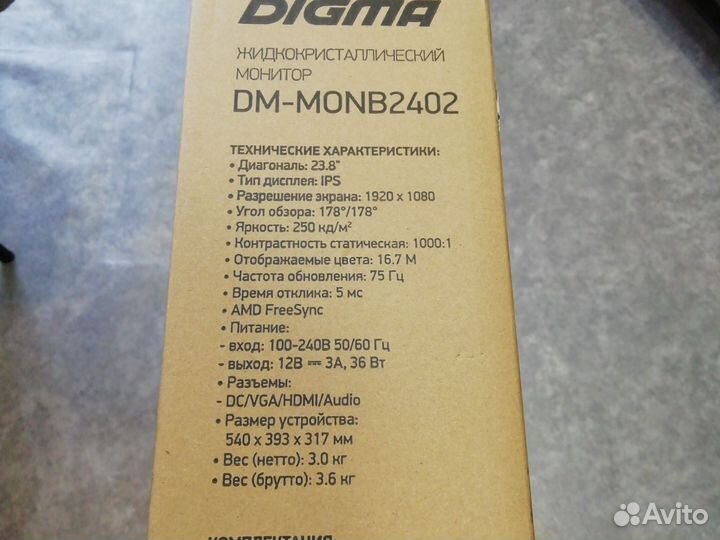 DIGMA
ЖИДКОКРИСТАЛЛИЧЕСКИЙ
МОНИТОР
DM-MONB2402
ТЕХНИЧЕСКИЕ ХАРАКТЕРИСТИКИ:
• Диагональ: 23.8"
• Тип дисплея: IPS
• Разрешение экрана: 1920 x 1080
• Угол обзора: 178°/178°
• Яркость: 250 кд/м²
• Контрастность статическая: 1000:1
• Отображаемые цвета: 16.7 М
• Частота обновления: 75 Гц
• Время отклика: 5 мс
• AMD FreeSync
• Питание:
- вход: 100-240В 50/60 Гц
- выход: 12В ⎓ 3А, 36 Вт
• Разъемы:
- DC/VGA/HDMI/Audio
• Размер устройства:
540 x 393 x 317 мм
• Вес (нетто): 3.0 кг
• Вес (брутто): 3.6 кг
КОМПЛЕКТАЦИЯ
Avito